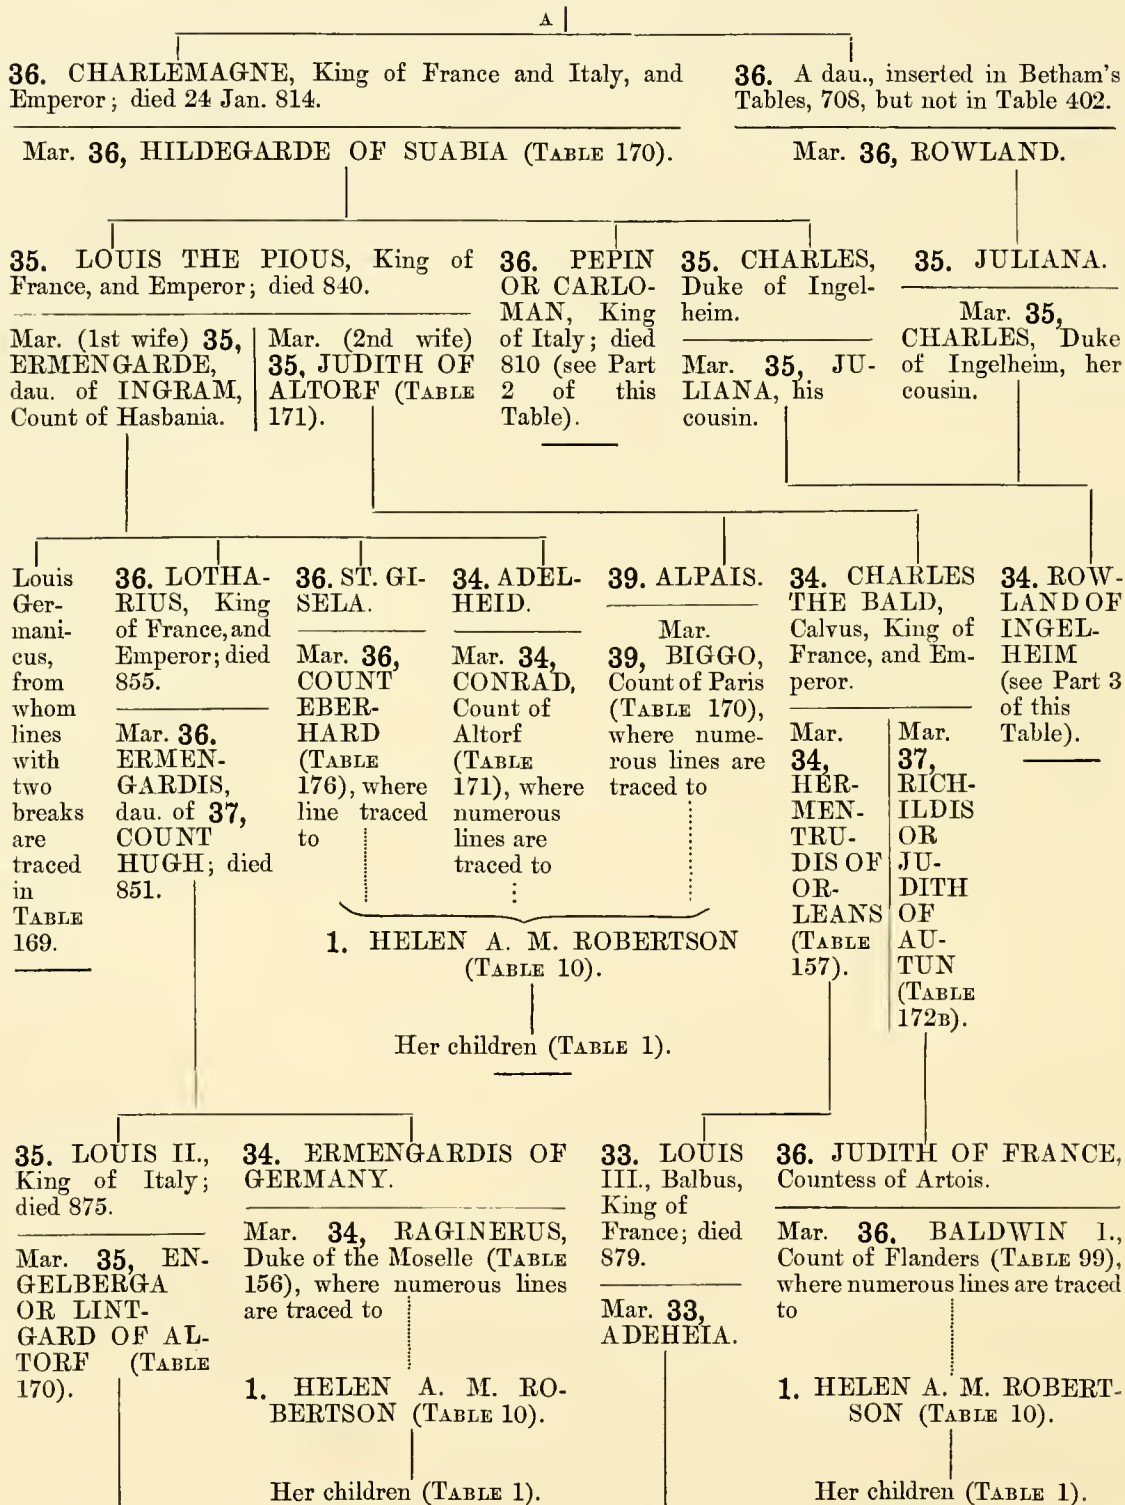 A
36. CHARLEMAGNE, King of France and Italy, and
Emperor; died 24 Jan. 814.
Mar. 36, HILDEGARDE OF SUABIA (TABLE 170).
36. A dau., inserted in Betham's
Tables, 708, but not in Table 402.
Mar. 36, ROWLAND.
35. LOUIS THE PIOUS, King of
France, and Emperor; died 840.
Mar. (1st wife) 35,
ERMENGARDE,
dau. of INGRAM,
Count of Hasbania.
Mar. (2nd wife)
35, JUDITH OF
ALTORF (TABLE
171).
36. PEPIN
OR CARLO-
MAN, King
of Italy; died
810 (see Part
2 of this
Table).
35. CHARLES,
Duke of Ingel-
heim.
Mar. 35, JU-
LIANA, his
cousin.
35. JULIANA.
Mar. 35,
CHARLES, Duke
of Ingelheim, her
cousin.
Louis
Ger-
mani-
cus,
from
whom
lines
with
two
breaks
are
traced
in
TABLE
169.
36. LOTHA-
RIUS, King
of France, and
Emperor; died
855.
Mar. 36.
ERMEN-
GARDIS,
dau. of 37,
COUNT
HUGH; died
851.
36. ST. GI-
SELA.
Mar. 36,
COUNT
EBER-
HARD
(TABLE
176), where
line traced
to
34. ADEL-
HEID.
Mar. 34,
CONRAD,
Count of
Altorf
(TABLE
171), where
numerous
lines are
traced to
39. ALPAIS.
Mar.
39, BIGGO,
Count of Paris
(TABLE 170),
where nume-
rous lines are
traced to
1. HELEN A. M. ROBERTSON
(TABLE 10).
Her children (TABLE 1).
34. CHARLES
THE BALD,
Calvus, King of
France, and Em-
peror.
Mar.
34,
HER-
MEN-
TRU-
DIS OF
OR-
LEANS
(TABLE
157).
Mar.
37,
RICH-
ILDIS
OR
JU-
DITH
OF
AU-
TUN
(TABLE
172B).
34. ROW-
LAND OF
INGEL-
HEIM
(see Part 3
of this
Table).
35. LOUIS II.,
King of Italy;
died 875.
Mar. 35, EN-
GELBERGA
OR LINT-
GARD OF AL-
TORF (TABLE
170).
34. ERMENGARDIS OF
GERMANY.
Mar. 34, RAGINERUS,
Duke of the Moselle (TABLE
156), where numerous lines
are traced to
1. HELEN A. M. RO-
BERTSON (TABLE 10).
Her children (TABLE 1).
33. LOUIS
III., Balbus,
King of
France; died
879.
Mar. 33,
ADEHEIA.
36. JUDITH OF FRANCE,
Countess of Artois.
Mar. 36. BALDWIN 1.,
Count of Flanders (TABLE 99),
where numerous lines are traced
to
1. HELEN A. M. ROBERT-
SON (TABLE 10).
Her children (TABLE 1).